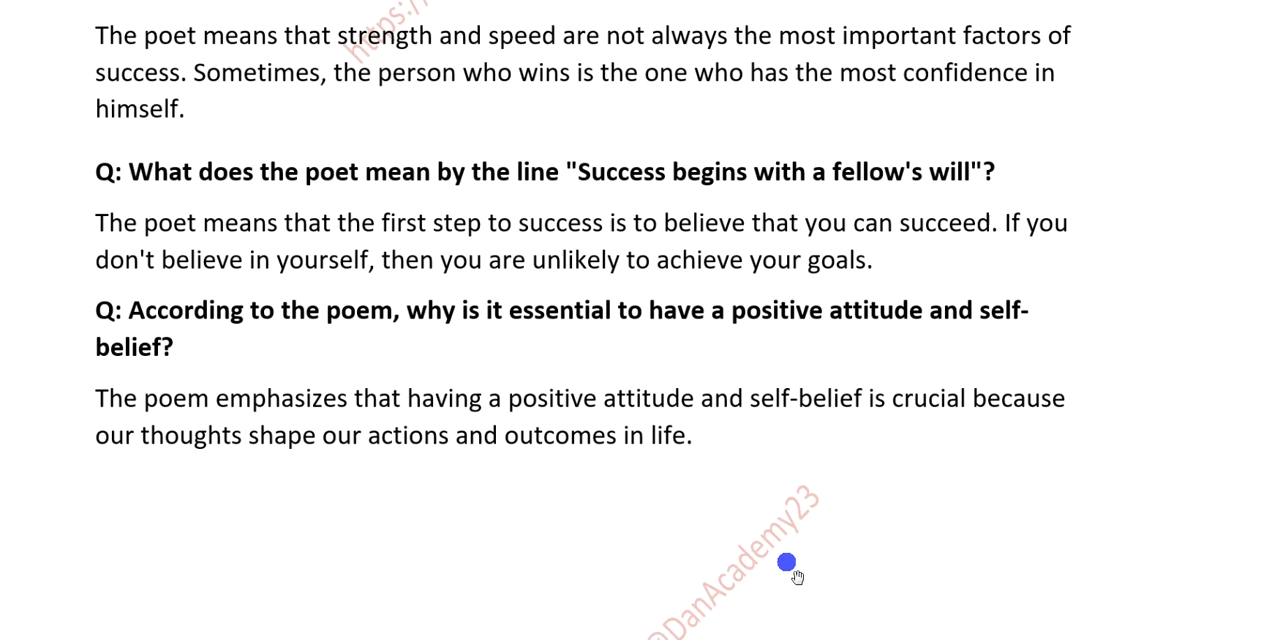 The poet means that strength and speed are not always the most important factors of
success. Sometimes, the person who wins is the one who has the most confidence in
himself.
Q: What does the poet mean by the line "Success begins with a fellow's will"?
The poet means that the first step to success is to believe that you can succeed. If you
don't believe in yourself, then you are unlikely to achieve your goals.
Q: According to the poem, why is it essential to have a positive attitude and self-
belief?
The poem emphasizes that having a positive attitude and self-belief is crucial because
our thoughts shape our actions and outcomes in life.
https:/
@DanAcademy23